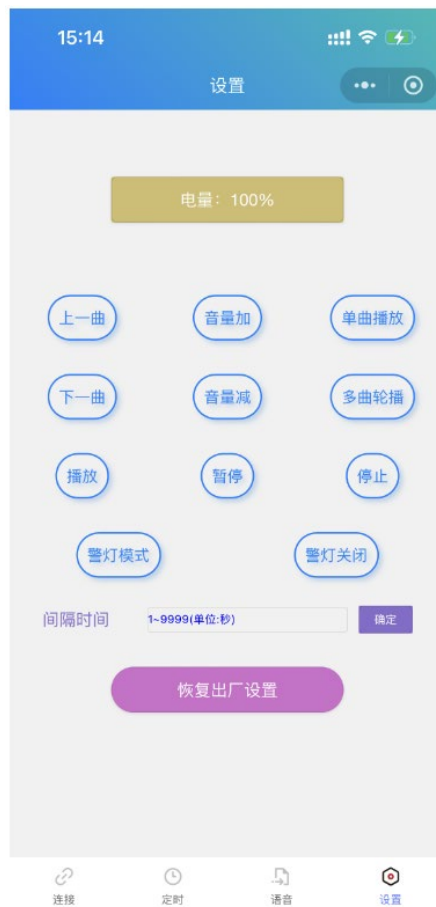 15:14
设置
电量：100%
上一曲 音量加 单曲播放
下一曲 音量减 多曲轮播
播放 暂停 停止
警灯模式 警灯关闭
间隔时间 1~9999(单位:秒) 确定
恢复出厂设置
连接 定时 语音 设置